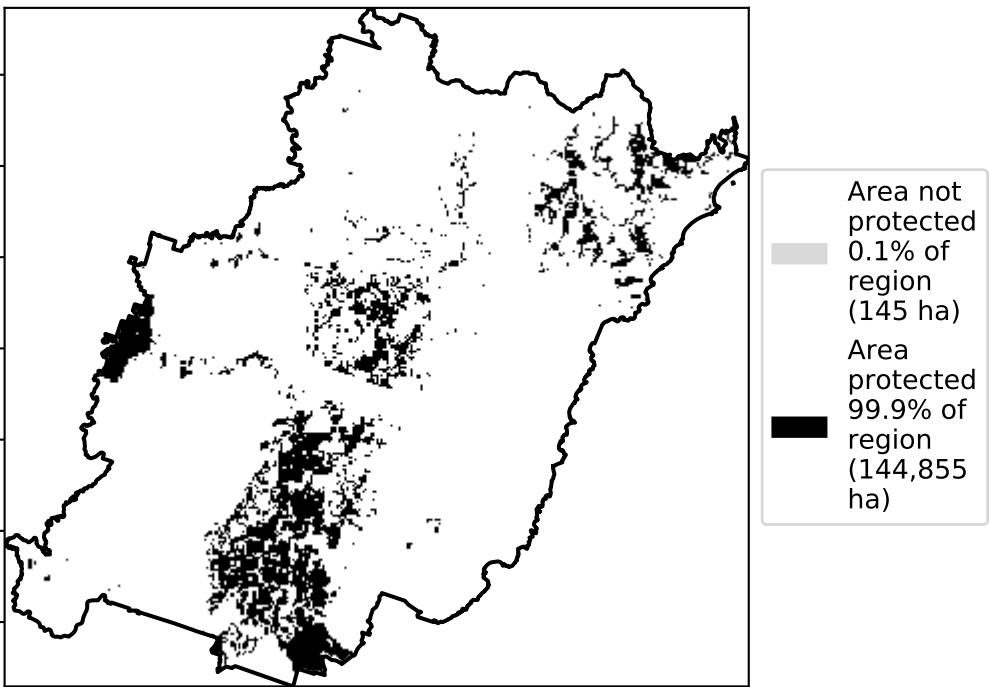 Area not
protected
0.1% of
region
(145 ha)
Area
protected
99.9% of
region
(144,855
ha)